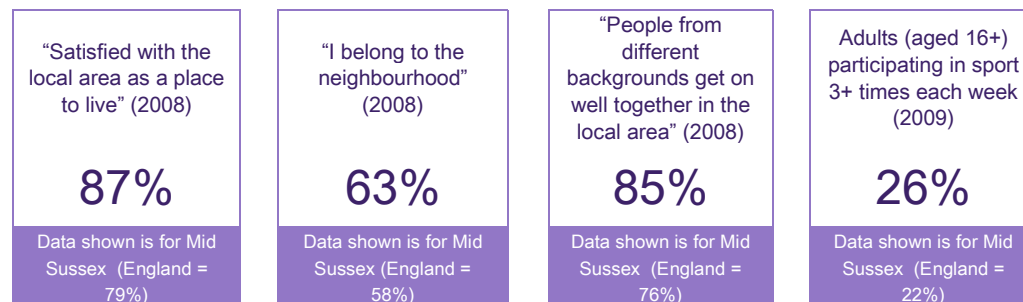 “Satisfied with the
local area as a place
to live” (2008)
87%
Data shown is for Mid
Sussex (England =
79%)
“I belong to the
neighbourhood”
(2008)
63%
Data shown is for Mid
Sussex (England =
58%)
“People from
different
backgrounds get on
well together in the
local area” (2008)
85%
Data shown is for Mid
Sussex (England =
76%)
Adults (aged 16+)
participating in sport
3+ times each week
(2009)
26%
Data shown is for Mid
Sussex (England =
22%)